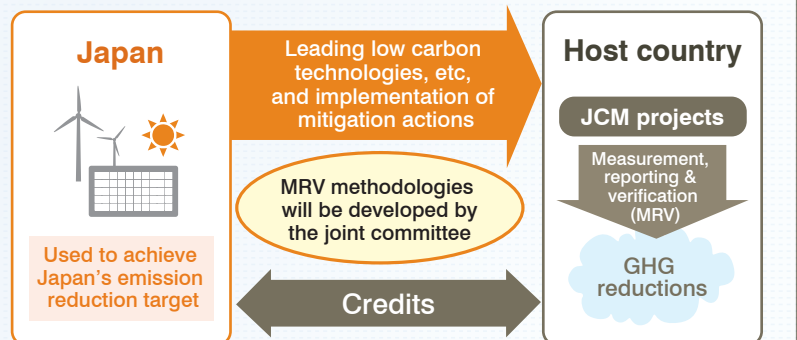 Japan
Used to achieve
Japan's emission
reduction target
Leading low carbon
technologies, etc,
and implementation of
mitigation actions
MRV methodologies
will be developed by
the joint committee
Credits
Host country
JCM projects
Measurement,
reporting &
verification
(MRV)
GHG
reductions